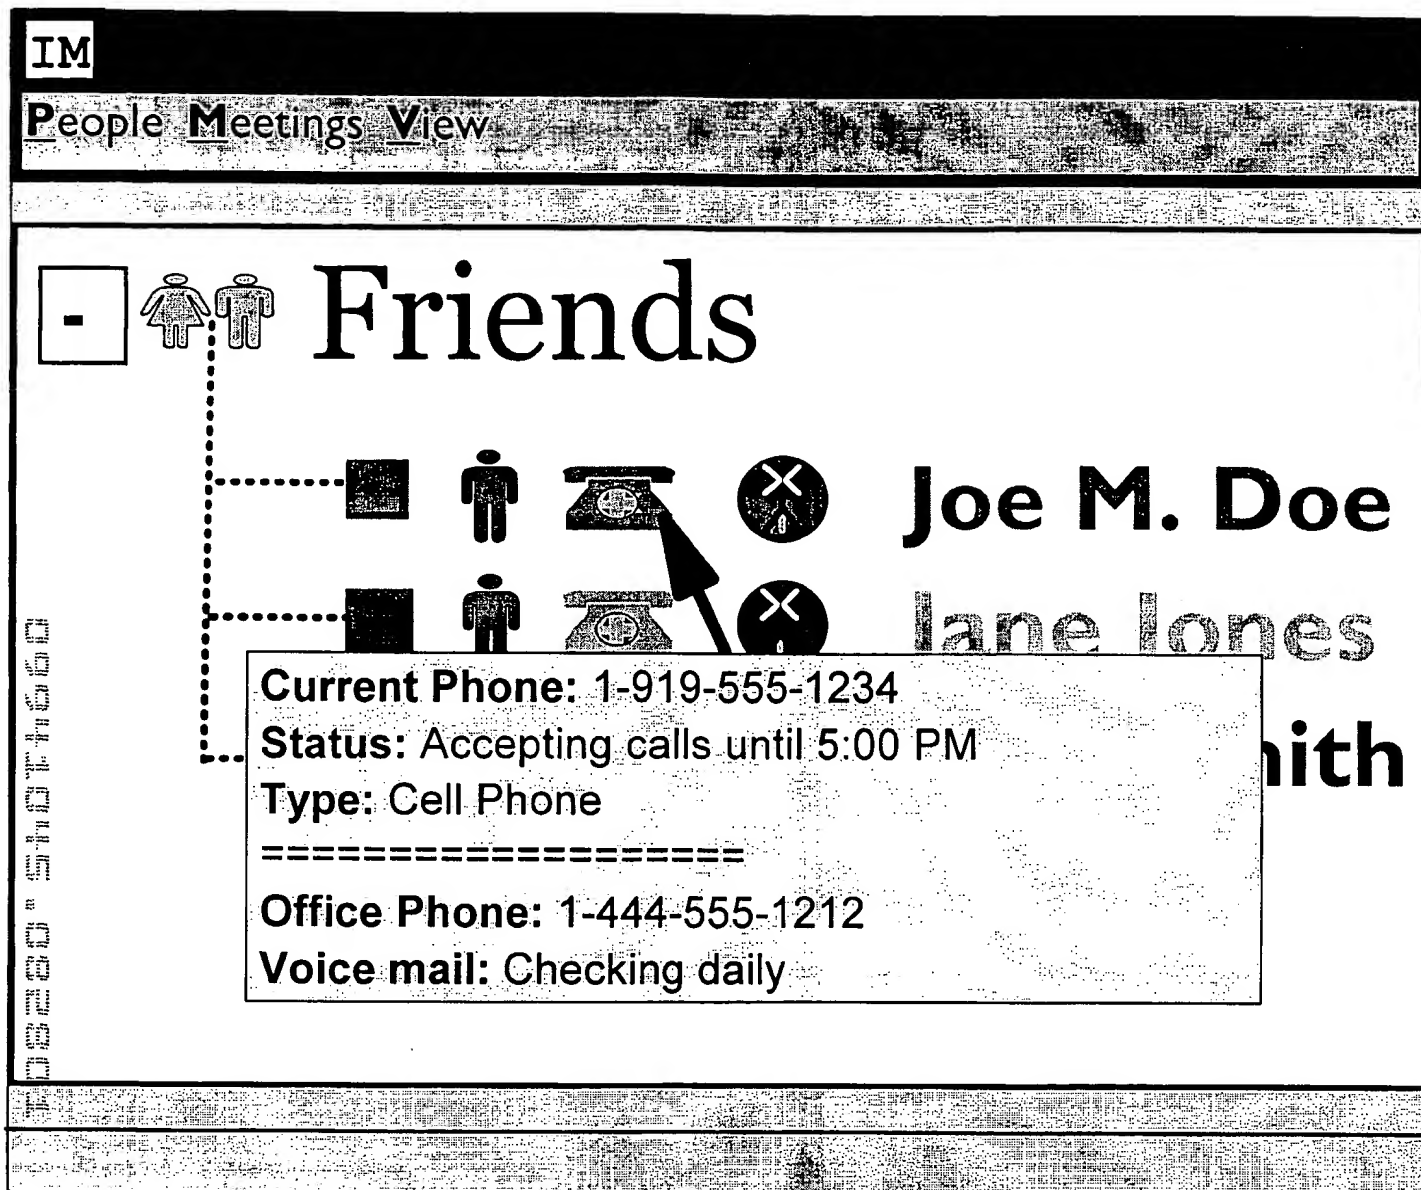 IM
People Meetings View
- Friends
Joe M. Doe
Jane Jones
Current Phone: 1-919-555-1234
Status: Accepting calls until 5:00 PM
ith
Type: Cell Phone
====================
Office Phone: 1-444-555-1212
Voice mail: Checking daily